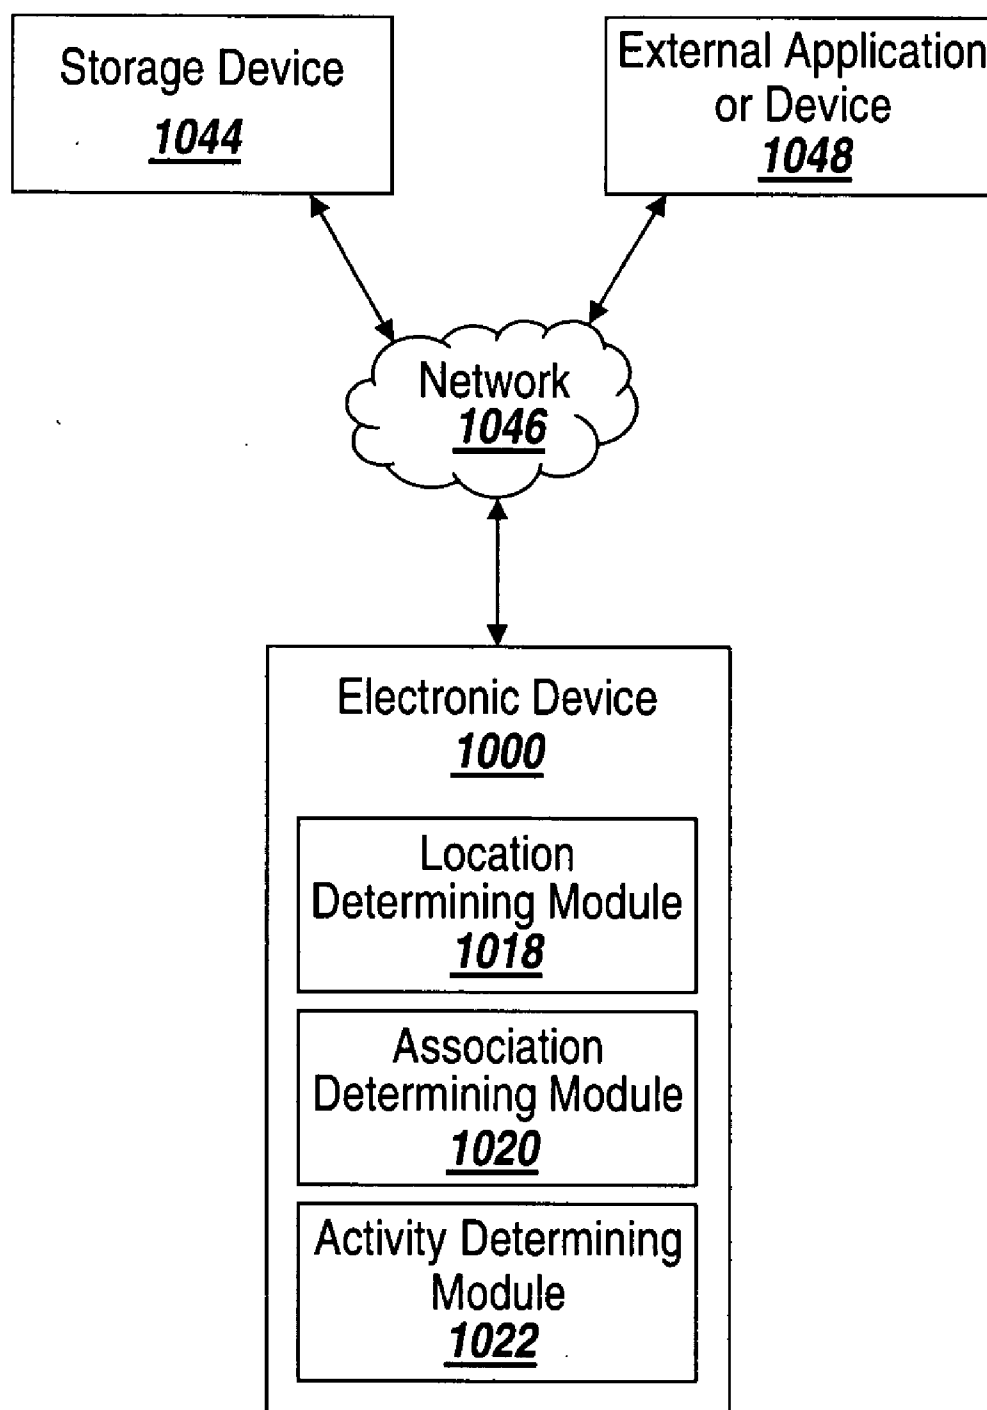 Storage Device
1044
External Application
or Device
1048
Network
1046
Electronic Device
1000
Location
Determining Module
1018
Association
Determining Module
1020
Activity Determining
Module
1022